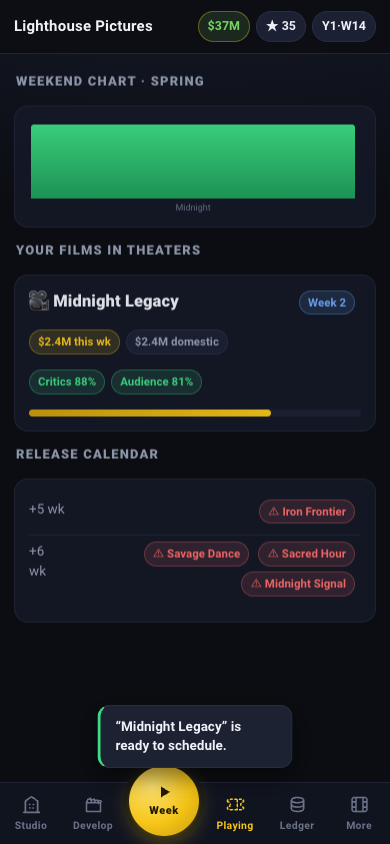 Lighthouse Pictures
$37M
★ 35
Y1·W14
WEEKEND CHART · SPRING
Midnight
YOUR FILMS IN THEATERS
🎥 Midnight Legacy
Week 2
$2.4M this wk
$2.4M domestic
Critics 88%
Audience 81%
RELEASE CALENDAR
+5 wk
⚠ Iron Frontier
+6
wk
⚠ Savage Dance
⚠ Sacred Hour
⚠ Midnight Signal
“Midnight Legacy” is
ready to schedule.
Studio
Develop
Week
Playing
Ledger
More